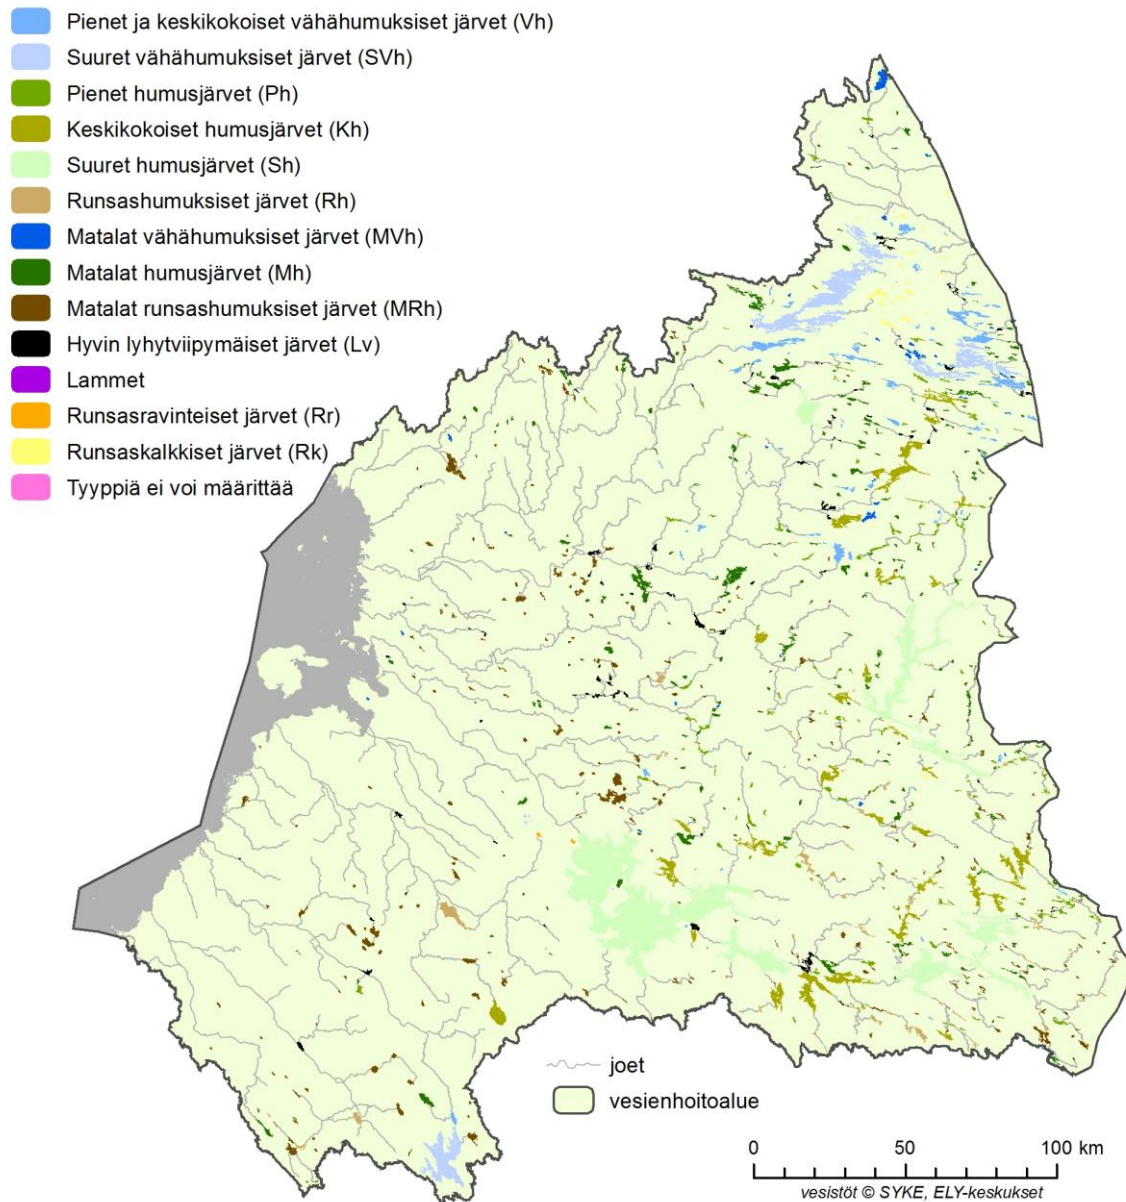 Pienet ja keskikokoiset vähähumuksiset järvet (Vh)
Suuret vähähumuksiset järvet (SVh)
Pienet humusjärvet (Ph)
Keskikokoiset humusjärvet (Kh)
Suuret humusjärvet (Sh)
Runsashumuksiset järvet (Rh)
Matalat vähähumuksiset järvet (MVh)
Matalat humusjärvet (Mh)
Matalat runsashumuksiset järvet (MRh)
Hyvin lyhytviipymäiset järvet (Lv)
Lammet
Runsasravinteiset järvet (Rr)
Runsaskalkkiset järvet (Rk)
Tyyppiä ei voi määrittää
joet
vesienhoitoalue
0 50 100 km
vesistöt © SYKE, ELY-keskukset